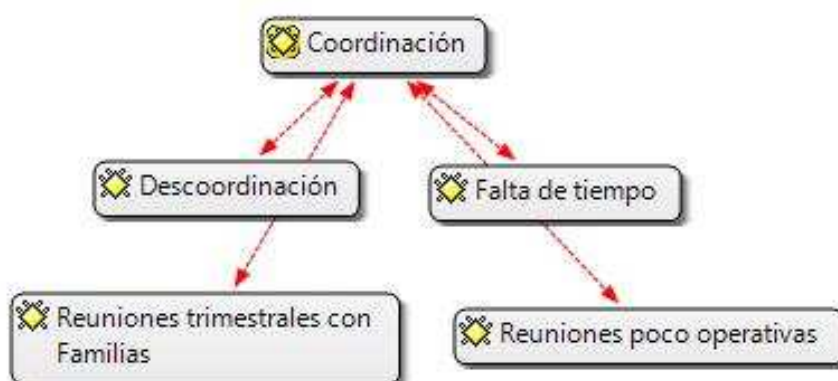 Coordinación
Descoordinación
Falta de tiempo
Reuniones trimestrales con
Familias
Reuniones poco operativas